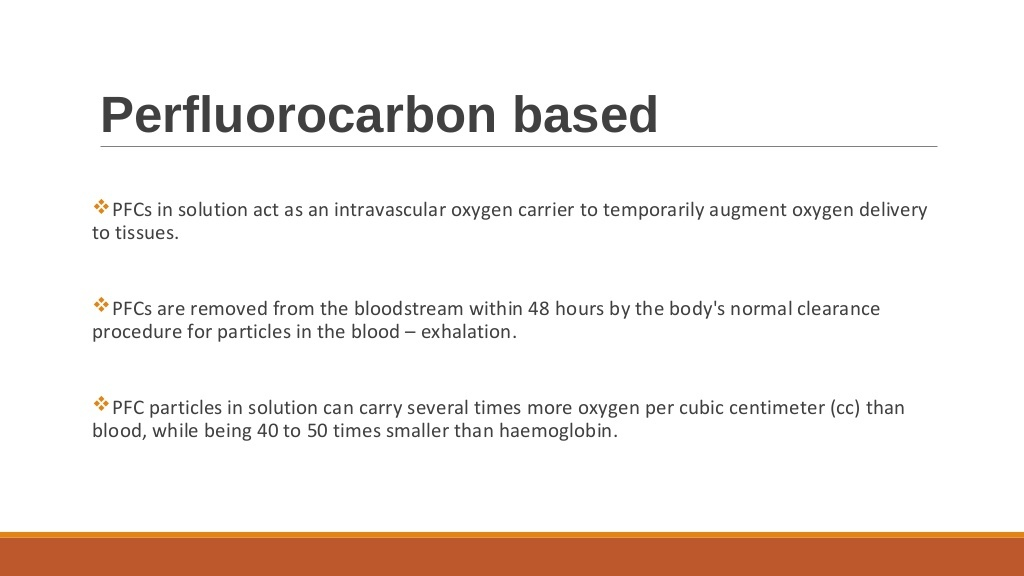 Perfluorocarbon based
❖PFCs in solution act as an intravascular oxygen carrier to temporarily augment oxygen delivery
to tissues.
❖PFCs are removed from the bloodstream within 48 hours by the body's normal clearance
procedure for particles in the blood – exhalation.
❖PFC particles in solution can carry several times more oxygen per cubic centimeter (cc) than
blood, while being 40 to 50 times smaller than haemoglobin.